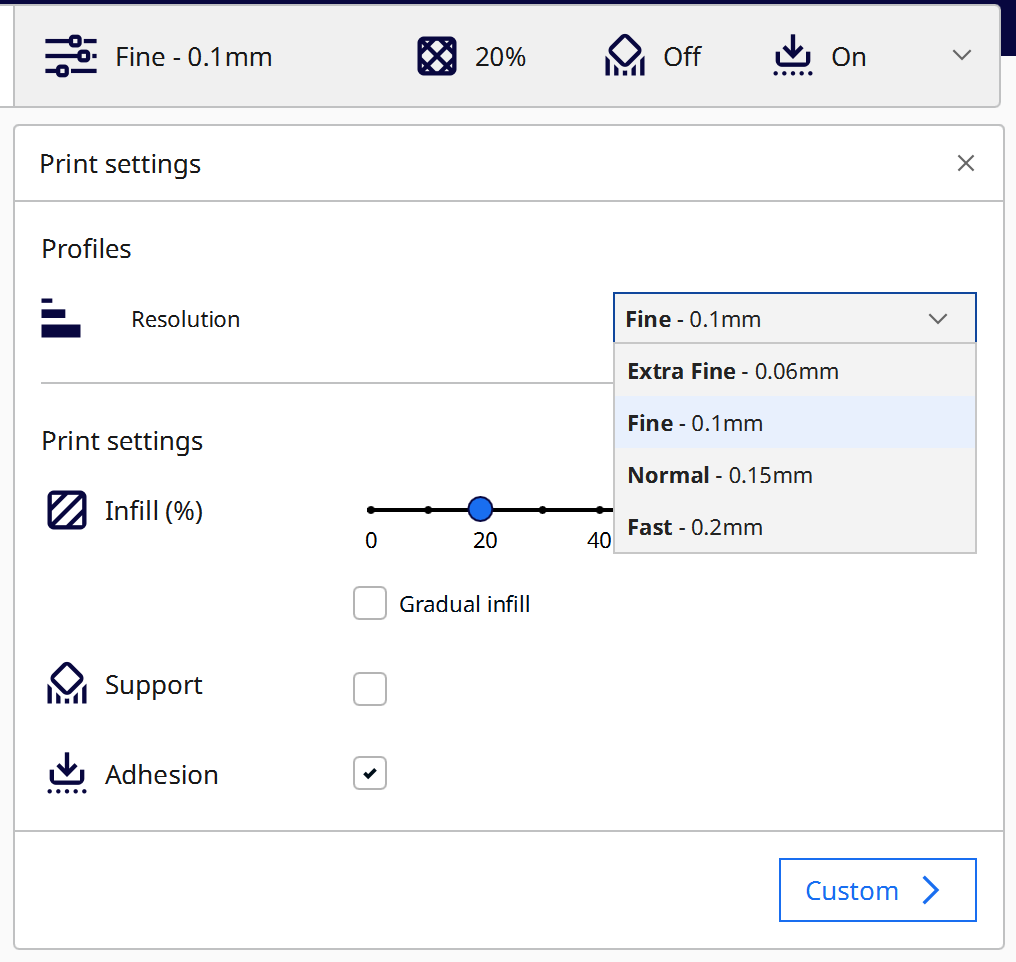 Fine - 0.1mm 20% Off On
Print settings
Profiles
Resolution Fine - 0.1mm
Extra Fine - 0.06mm
Fine - 0.1mm
Normal - 0.15mm
Fast - 0.2mm
Print settings
Infill (%)
0 20 40
Gradual infill
Support
Adhesion
Custom